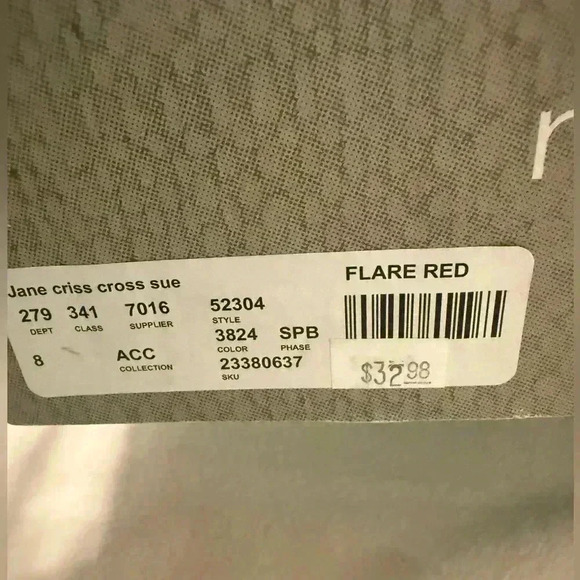 r
Jane criss cross sue
279 341 7016 52304
DEPT CLASS SUPPLIER STYLE
3824 SPB
COLOR PHASE
8 ACC 23380637
COLLECTION SKU
FLARE RED
$32.98